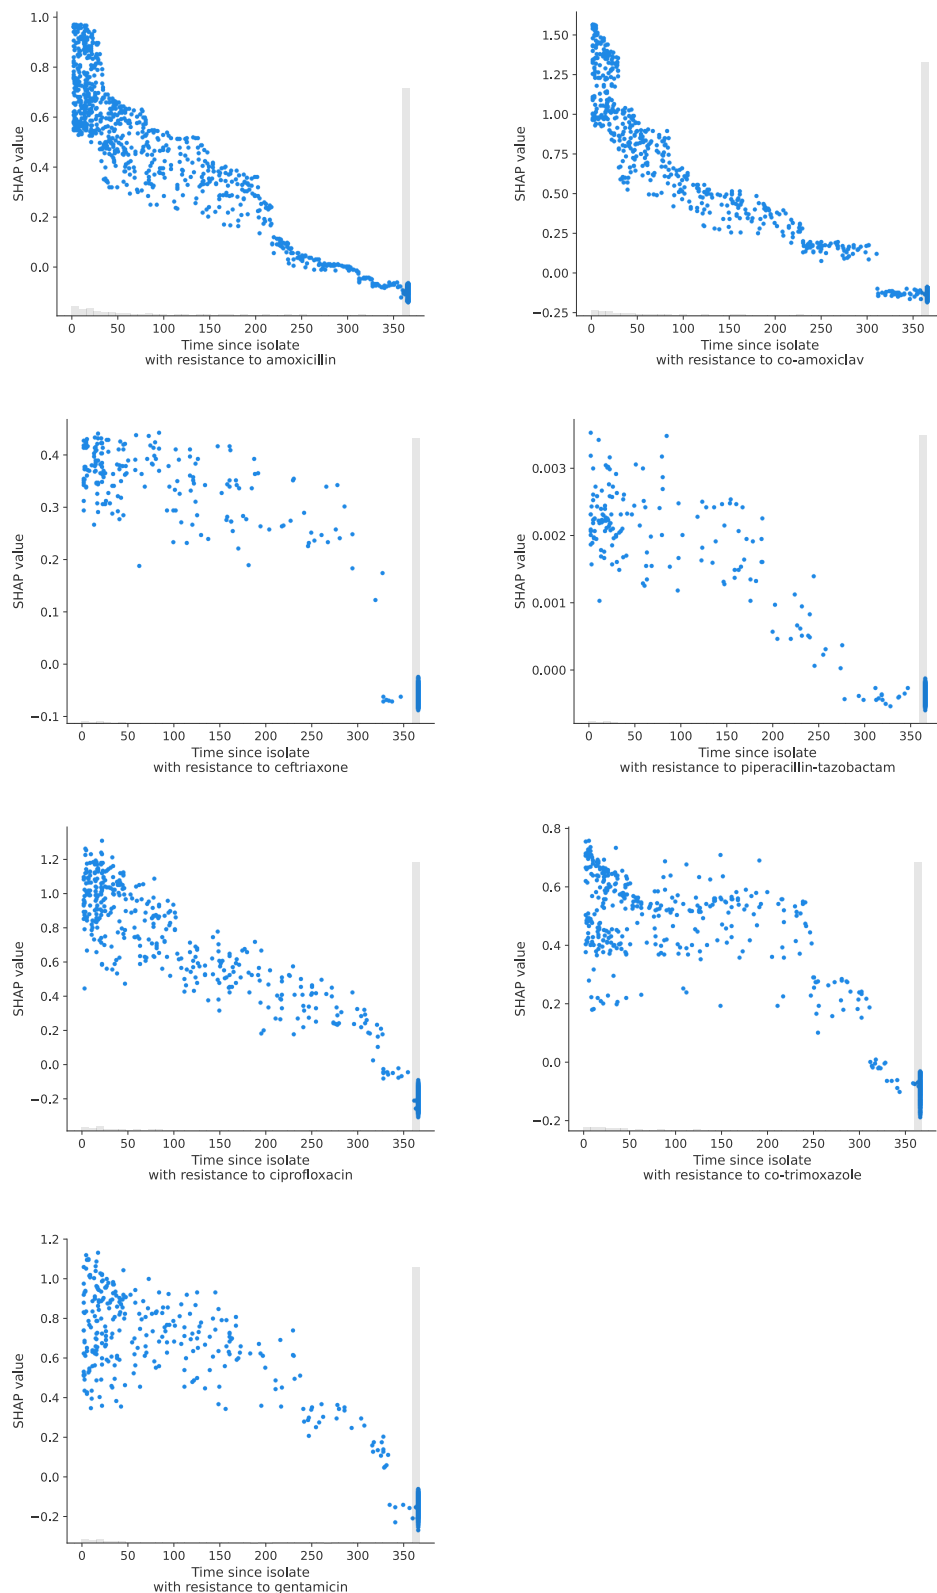 1.0
0.8
0.6
0.4
0.2
0.0
SHAP value
0 50 100 150 200 250 300 350
Time since isolate
with resistance to amoxicillin
1.50
1.25
1.00
0.75
0.50
0.25
0.00
−0.25
SHAP value
0 50 100 150 200 250 300 350
Time since isolate
with resistance to co-amoxiclav
0.4
0.3
0.2
0.1
0.0
−0.1
SHAP value
0 50 100 150 200 250 300 350
Time since isolate
with resistance to ceftriaxone
0.003
0.002
0.001
0.000
SHAP value
0 50 100 150 200 250 300 350
Time since isolate
with resistance to piperacillin-tazobactam
1.2
1.0
0.8
0.6
0.4
0.2
0.0
−0.2
SHAP value
0 50 100 150 200 250 300 350
Time since isolate
with resistance to ciprofloxacin
0.8
0.6
0.4
0.2
0.0
−0.2
SHAP value
0 50 100 150 200 250 300 350
Time since isolate
with resistance to co-trimoxazole
1.2
1.0
0.8
0.6
0.4
0.2
0.0
−0.2
SHAP value
0 50 100 150 200 250 300 350
Time since isolate
with resistance to gentamicin